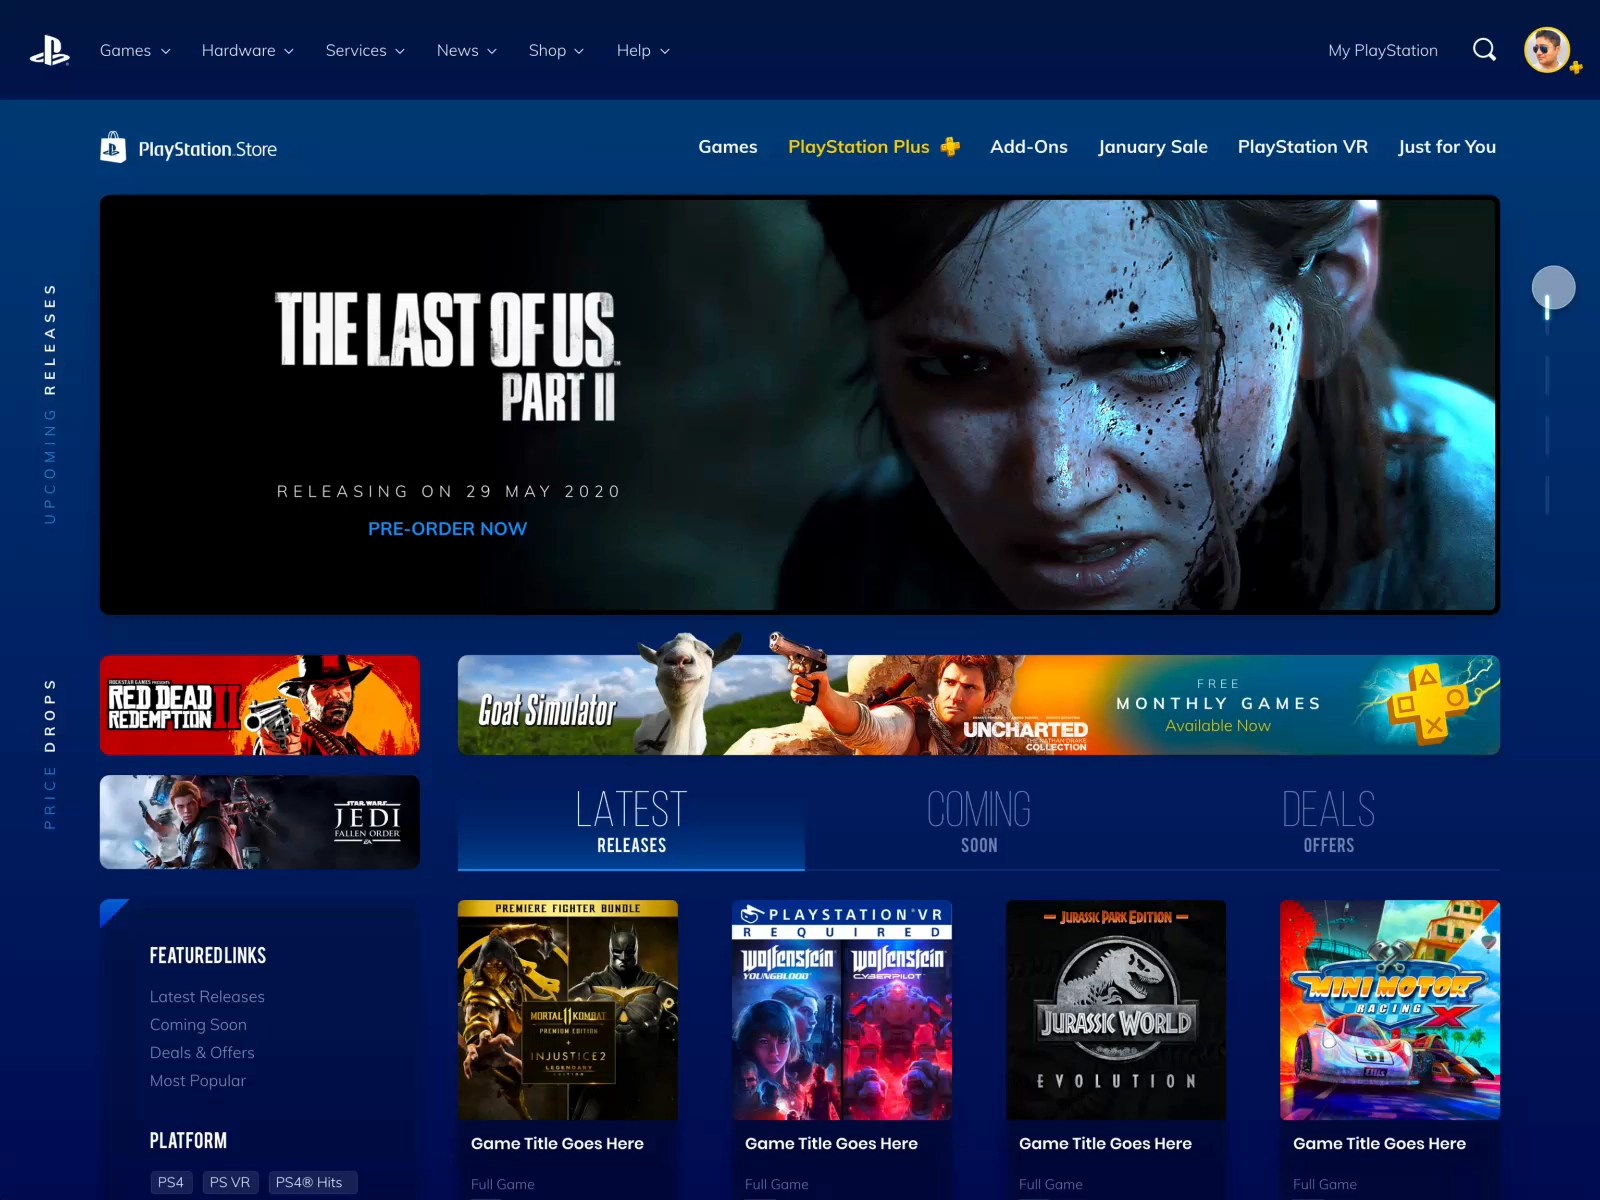 Games
Hardware
Services
News
Shop
Help
My PlayStation
PlayStation Store
Games
PlayStation Plus
Add-Ons
January Sale
PlayStation VR
Just for You
UPCOMING RELEASES
THE LAST OF US
PART II
RELEASING ON 29 MAY 2020
PRE-ORDER NOW
PRICE DROPS
ROCKSTAR GAMES PRESENTS
RED DEAD
REDEMPTION II
Goat Simulator
UNCHARTED
THE NATHAN DRAKE
COLLECTION
FREE
MONTHLY GAMES
Available Now
STAR WARS
JEDI
FALLEN ORDER
EA
LATEST
RELEASES
COMING
SOON
DEALS
OFFERS
FEATURED LINKS
Latest Releases
Coming Soon
Deals & Offers
Most Popular
PLATFORM
PS4
PS VR
PS4® Hits
PREMIERE FIGHTER BUNDLE
MORTAL KOMBAT 11
PREMIUM EDITION
+
INJUSTICE 2
LEGENDARY
EDITION
Game Title Goes Here
Full Game
PLAYSTATION®VR
REQUIRED
Wolfenstein
YOUNGBLOOD
Wolfenstein
CYBERPILOT
Game Title Goes Here
Full Game
JURASSIC PARK EDITION
JURASSIC WORLD
EVOLUTION
Game Title Goes Here
Full Game
MINI MOTOR
RACING X
37
Ellis
Game Title Goes Here
Full Game